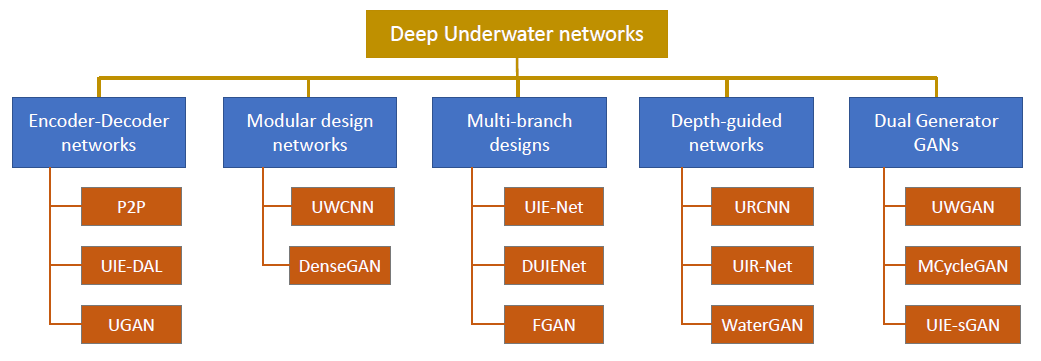 Deep Underwater networks
Encoder-Decoder
networks
Modular design
networks
Multi-branch
designs
Depth-guided
networks
Dual Generator
GANs
P2P
UIE-DAL
UGAN
UWCNN
DenseGAN
UIE-Net
DUIENet
FGAN
URCNN
UIR-Net
WaterGAN
UWGAN
MCycleGAN
UIE-sGAN